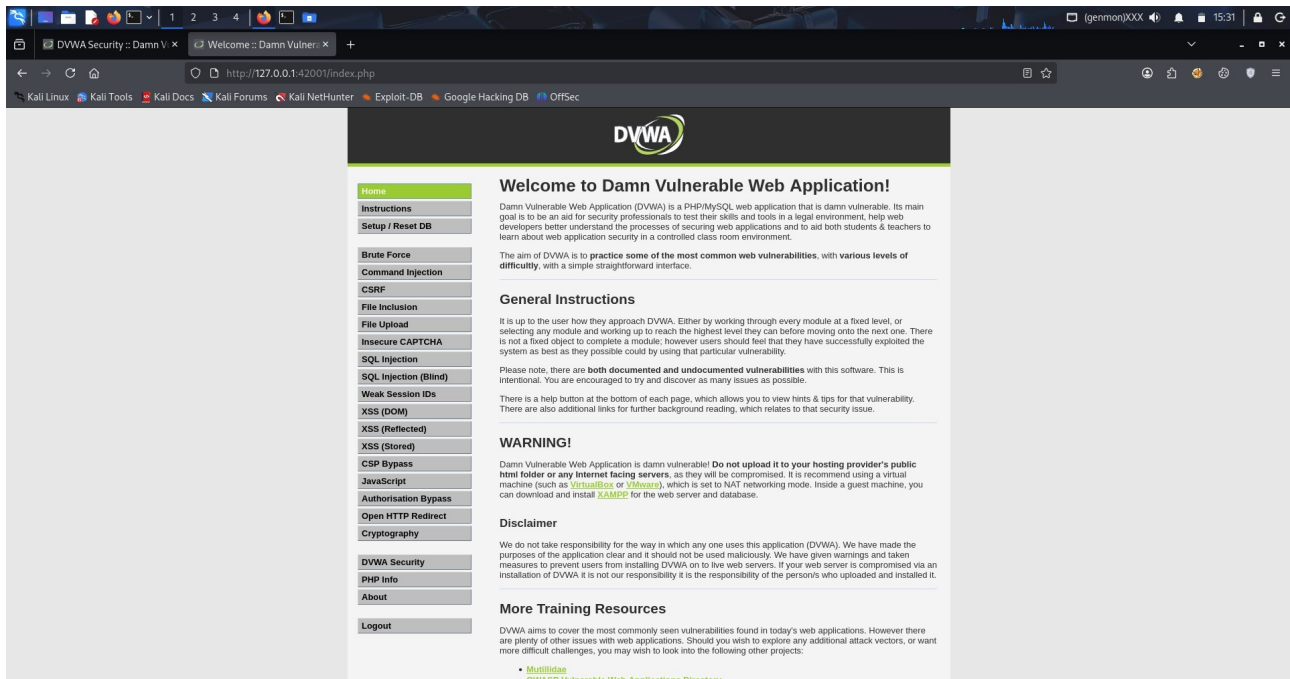 1 2 3 4
(genmon)XXX 15:31
DVWA Security :: Damn Vu
Welcome :: Damn Vulnera
http://127.0.0.1:42001/index.php
Kali Linux Kali Tools Kali Docs Kali Forums Kali NetHunter Exploit-DB Google Hacking DB OffSec
DVWA
Home
Instructions
Setup / Reset DB
Brute Force
Command Injection
CSRF
File Inclusion
File Upload
Insecure CAPTCHA
SQL Injection
SQL Injection (Blind)
Weak Session IDs
XSS (DOM)
XSS (Reflected)
XSS (Stored)
CSP Bypass
JavaScript
Authorisation Bypass
Open HTTP Redirect
Cryptography
DVWA Security
PHP Info
About
Logout
Welcome to Damn Vulnerable Web Application!
Damn Vulnerable Web Application (DVWA) is a PHP/MySQL web application that is damn vulnerable. Its main
goal is to be an aid for security professionals to test their skills and tools in a legal environment, help web
developers better understand the processes of securing web applications and to aid both students & teachers to
learn about web application security in a controlled class room environment.
The aim of DVWA is to practice some of the most common web vulnerabilities, with various levels of
difficultly, with a simple straightforward interface.
General Instructions
It is up to the user how they approach DVWA. Either by working through every module at a fixed level, or
selecting any module and working up to reach the highest level they can before moving onto the next one. There
is not a fixed object to complete a module; however users should feel that they have successfully exploited the
system as best as they possible could by using that particular vulnerability.
Please note, there are both documented and undocumented vulnerabilities with this software. This is
intentional. You are encouraged to try and discover as many issues as possible.
There is a help button at the bottom of each page, which allows you to view hints & tips for that vulnerability.
There are also additional links for further background reading, which relates to that security issue.
WARNING!
Damn Vulnerable Web Application is damn vulnerable! Do not upload it to your hosting provider's public
html folder or any Internet facing servers, as they will be compromised. It is recommend using a virtual
machine (such as VirtualBox or VMware), which is set to NAT networking mode. Inside a guest machine, you
can download and install XAMPP for the web server and database.
Disclaimer
We do not take responsibility for the way in which any one uses this application (DVWA). We have made the
purposes of the application clear and it should not be used maliciously. We have given warnings and taken
measures to prevent users from installing DVWA on to live web servers. If your web server is compromised via an
installation of DVWA it is not our responsibility it is the responsibility of the person/s who uploaded and installed it.
More Training Resources
DVWA aims to cover the most commonly seen vulnerabilities found in today's web applications. However there
are plenty of other issues with web applications. Should you wish to explore any additional attack vectors, or want
more difficult challenges, you may wish to look into the following other projects:
Mutillidae